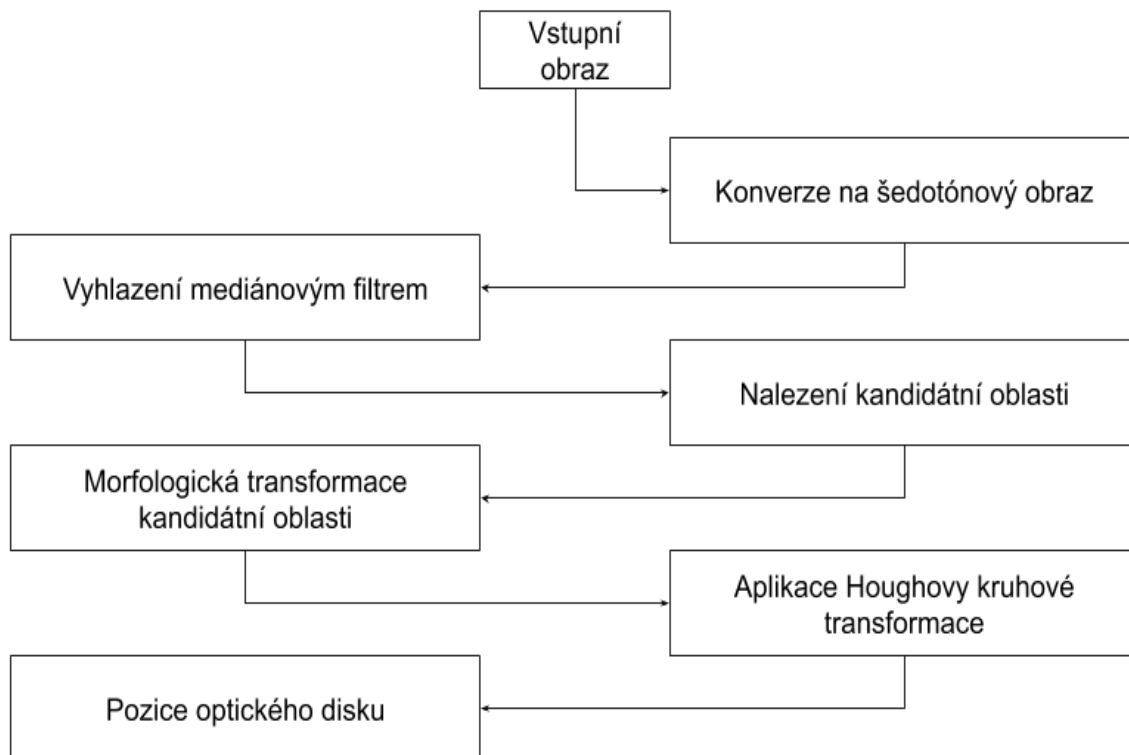 Vstupní
obraz
Konverze na šedotónový obraz
Vyhlazení mediánovým filtrem
Nalezení kandidátní oblasti
Morfologická transformace
kandidátní oblasti
Aplikace Houghovy kruhové
transformace
Pozice optického disku